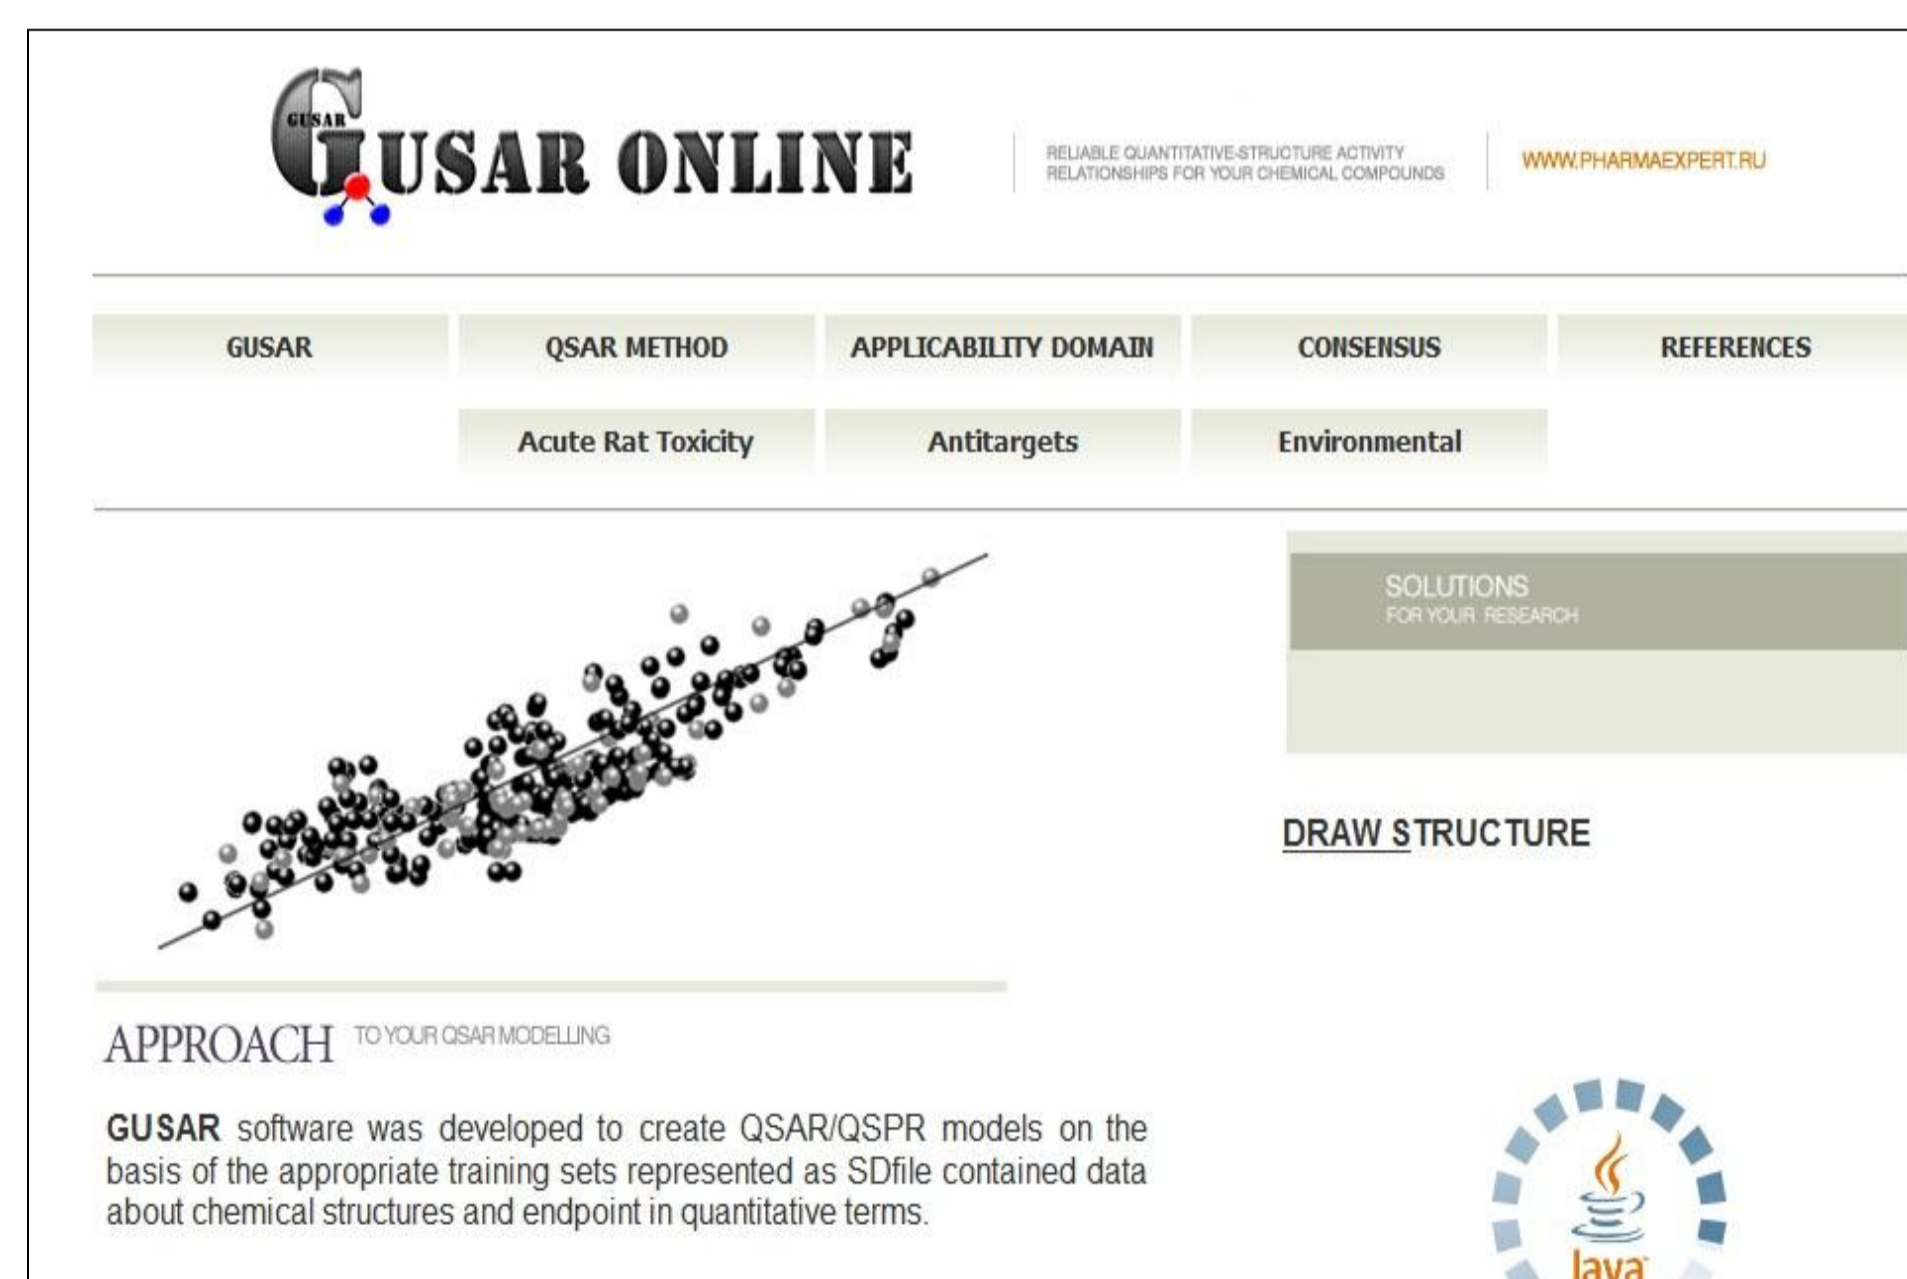 GUSAR
GUSAR ONLINE
RELIABLE QUANTITATIVE-STRUCTURE ACTIVITY
RELATIONSHIPS FOR YOUR CHEMICAL COMPOUNDS
WWW.PHARMAEXPERT.RU
GUSAR QSAR METHOD APPLICABILITY DOMAIN CONSENSUS REFERENCES
Acute Rat Toxicity Antitargets Environmental
SOLUTIONS
FOR YOUR RESEARCH
DRAW STRUCTURE
APPROACH TO YOUR QSAR MODELLING
GUSAR software was developed to create QSAR/QSPR models on the
basis of the appropriate training sets represented as SDfile contained data
about chemical structures and endpoint in quantitative terms.
Java